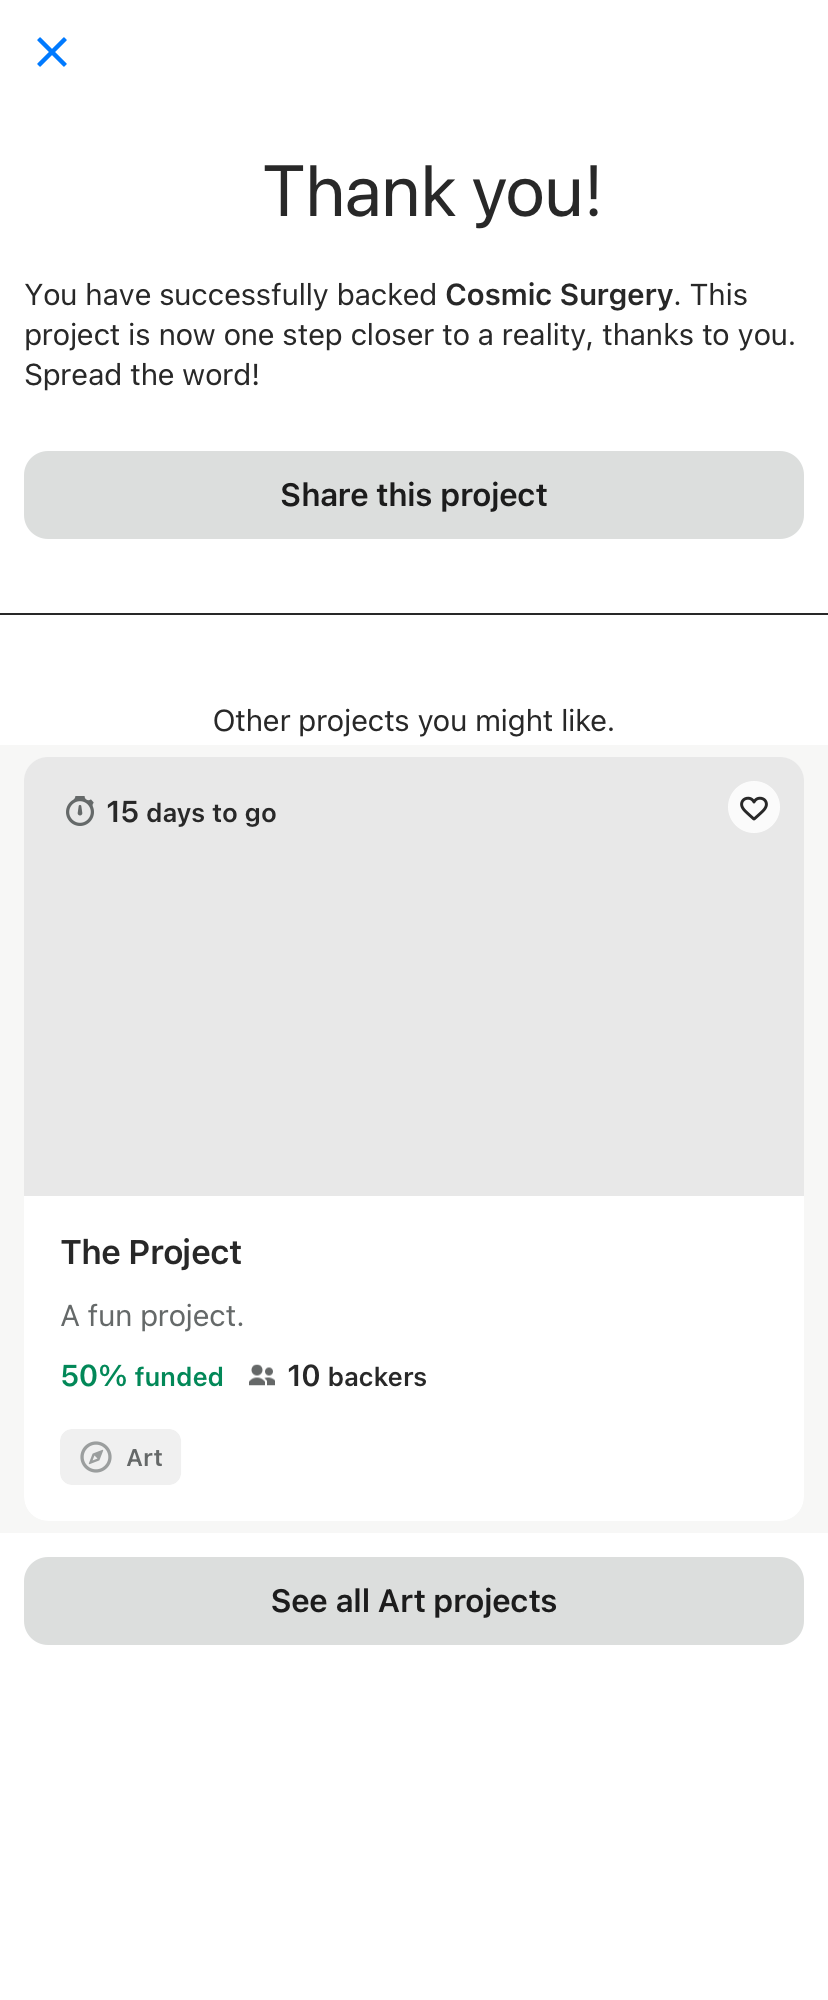 Thank you!
You have successfully backed Cosmic Surgery. This
project is now one step closer to a reality, thanks to you.
Spread the word!
Share this project
Other projects you might like.
15 days to go
The Project
A fun project.
50% funded 10 backers
Art
See all Art projects